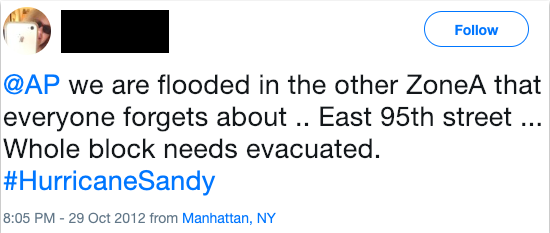 Follow
@AP we are flooded in the other ZoneA that
everyone forgets about .. East 95th street ...
Whole block needs evacuated.
#HurricaneSandy
8:05 PM - 29 Oct 2012 from Manhattan, NY